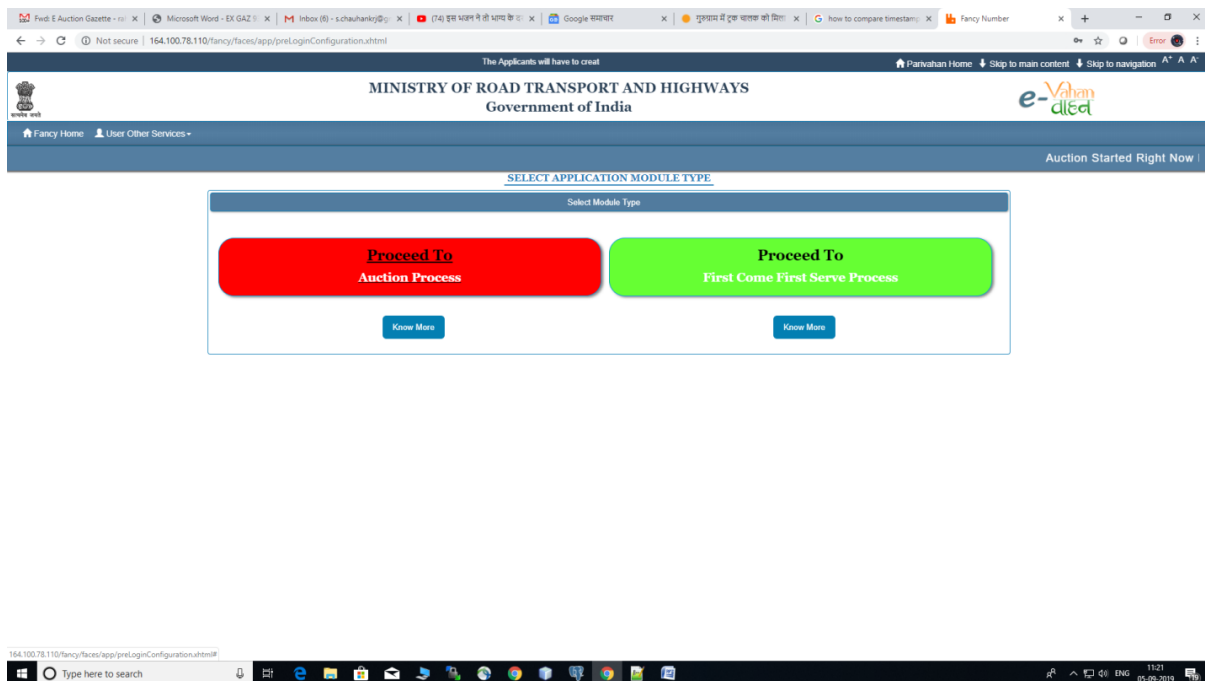 Fwd: E Auction Gazette - ra
Microsoft Word - EX GAZ
Inbox (6) - s.chauhankrj@g
(74) इस भजन ने तो भाग्य के
Google समाचार
गुरुग्राम में ट्रक चालक को मिला
how to compare timestamp
Fancy Number
Not secure | 164.100.78.110/fancy/faces/app/preLoginConfiguration.xhtml
Error
The Applicants will have to creat
Parivahan Home Skip to main content Skip to navigation A+ A A-
सत्यमेव जयते
MINISTRY OF ROAD TRANSPORT AND HIGHWAYS
Government of India
e-Vahan
वाहन
Fancy Home User Other Services
Auction Started Right Now
SELECT APPLICATION MODULE TYPE
Select Module Type
Proceed To
Auction Process
Proceed To
First Come First Serve Process
Know More
Know More
164.100.78.110/fancy/faces/app/preLoginConfiguration.xhtml#
Type here to search
ENG
11:21
05-09-2019